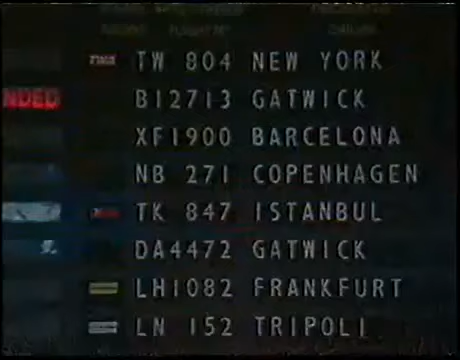 TWA TW 804 NEW YORK
NDED BI2713 GATWICK
XF1900 BARCELONA
NB 271 COPENHAGEN
TK 847 ISTANBUL
DA4472 GATWICK
LH1082 FRANKFURT
LN 152 TRIPOLI